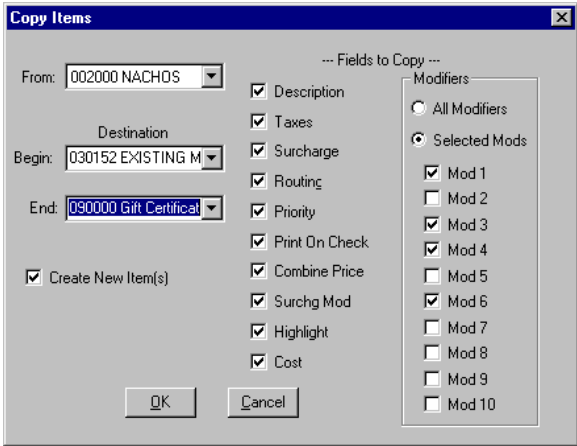 Copy Items
From: 002000 NACHOS
Destination
Begin: 030152 EXISTING M
End: 090000 Gift Certificat
Create New Item(s)
--- Fields to Copy ---
Description
Taxes
Surcharge
Routing
Priority
Print On Check
Combine Price
Surchg Mod
Highlight
Cost
Modifiers
All Modifiers
Selected Mods
Mod 1
Mod 2
Mod 3
Mod 4
Mod 5
Mod 6
Mod 7
Mod 8
Mod 9
Mod 10
OK
Cancel